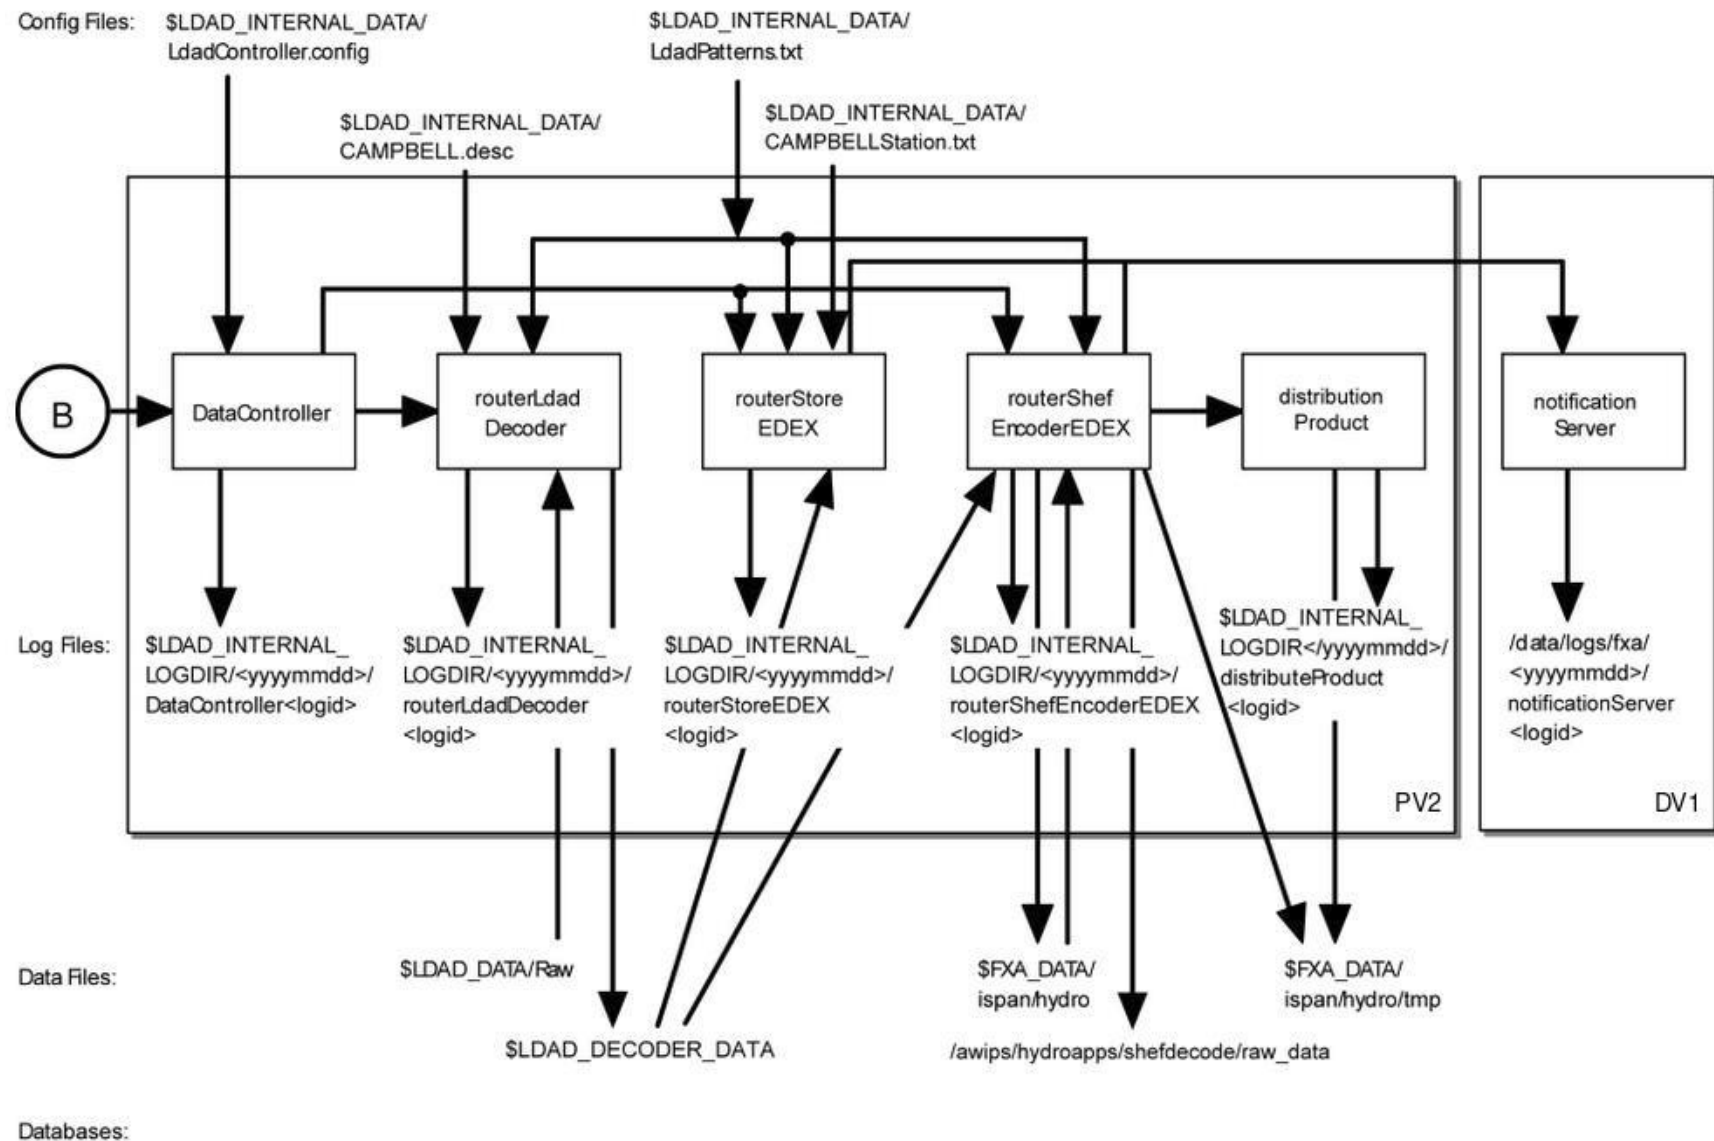 Config Files:
$LDAD_INTERNAL_DATA/
LdadController.config
$LDAD_INTERNAL_DATA/
LdadPatterns.txt
$LDAD_INTERNAL_DATA/
CAMPBELL.desc
$LDAD_INTERNAL_DATA/
CAMPBELLStation.txt
B
DataController
routerLdad
Decoder
routerStore
EDEX
routerShef
EncoderEDEX
distribution
Product
notification
Server
Log Files:
$LDAD_INTERNAL_
LOGDIR/<yyyymmdd>/
DataController<logid>
$LDAD_INTERNAL_
LOGDIR/<yyyymmdd>/
routerLdadDecoder
<logid>
$LDAD_INTERNAL_
LOGDIR/<yyyymmdd>/
routerStoreEDEX
<logid>
$LDAD_INTERNAL_
LOGDIR/<yyyymmdd>/
routerShefEncoderEDEX
<logid>
$LDAD_INTERNAL_
LOGDIR</yyyymmdd>/
distributeProduct
<logid>
/data/logs/fxa/
<yyyymmdd>/
notificationServer
<logid>
PV2
DV1
Data Files:
$LDAD_DATA/Raw
$LDAD_DECODER_DATA
$FXA_DATA/
ispan/hydro
$FXA_DATA/
ispan/hydro/tmp
/awips/hydroapps/shefdecode/raw_data
Databases: